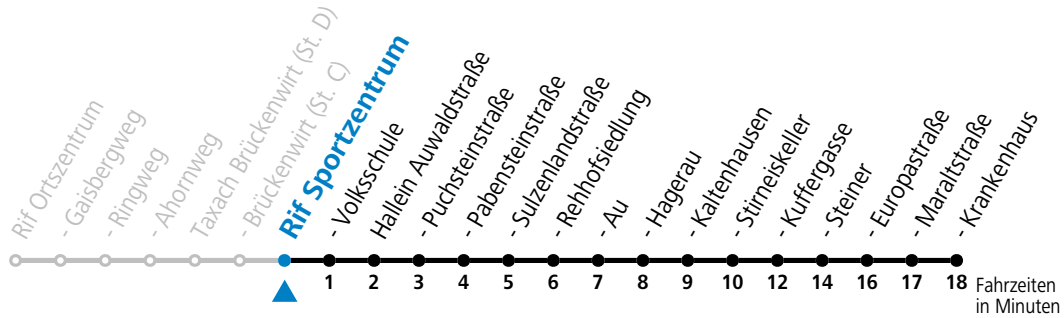 Rif Ortszentrum
- Gaisbergweg
- Ringweg
- Ahornweg
Taxach Brückenwirt (St. D)
- Brückenwirt (St. C)
Rif Sportzentrum
- Volksschule
Hallein Auwaldstraße
- Puchsteinstraße
- Pabensteinstraße
- Sulzenlandstraße
- Rehhofsiedlung
- Au
- Hagerau
- Kaltenhausen
- Stirneiskeller
- Kuffergasse
- Steiner
- Europastraße
- Maraltstraße
- Krankenhaus
1 2 3 4 5 6 7 8 9 10 12 14 16 17 18 Fahrzeiten
in Minuten